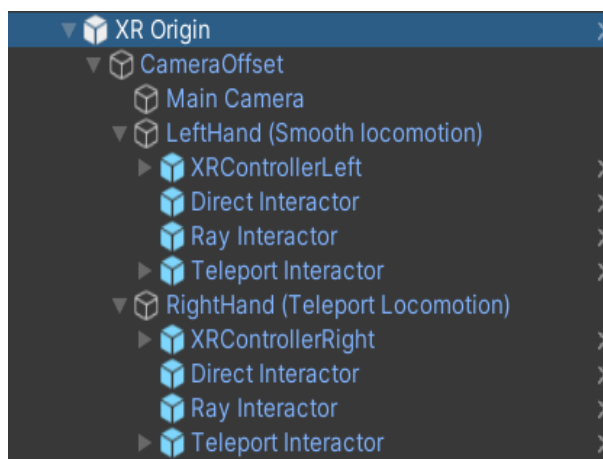 XR Origin
CameraOffset
Main Camera
LeftHand (Smooth locomotion)
XRControllerLeft
Direct Interactor
Ray Interactor
Teleport Interactor
RightHand (Teleport Locomotion)
XRControllerRight
Direct Interactor
Ray Interactor
Teleport Interactor